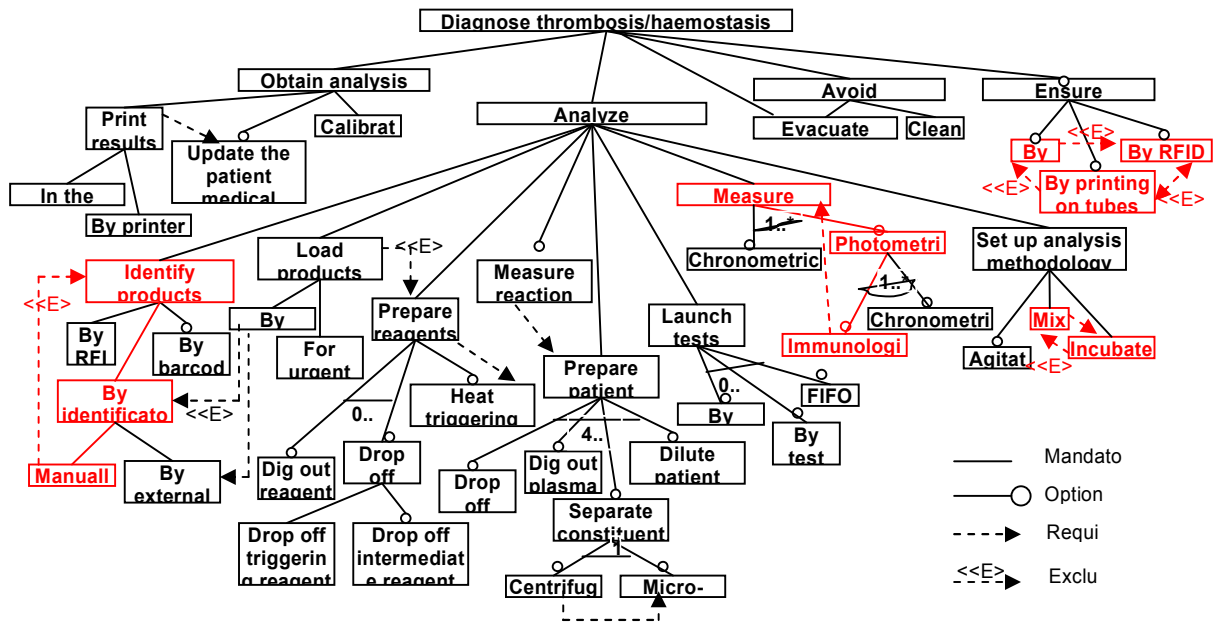 Diagnose thrombosis/haemostasis
Obtain analysis
Avoid
Ensure
Print
results
Calibrat
Analyze
Evacuate
Clean
By
<<E>>
By RFID
Update the
patient
medical
<<E>
By printing
on tubes
<<E>
In the
By printer
Measure
1..*
Chronometric
Photometri
Set up analysis
methodology
Identify
products
<<E>
Load
products
<<E>
Measure
reaction
1..*
Chronometri
By
RFI
By
barcod
By
For
urgent
Prepare
reagents
Launch
tests
Immunologi
Mix
Agitat
<<E>
Incubate
By
identificato
<<E>
Heat
triggering
Prepare
patient
0..
FIFO
By
By
test
0..
4..
Manuall
By
external
Dig out
reagent
Drop
off
Drop
off
Dig out
plasma
Dilute
patient
Separate
constituent
Drop off
triggerin
g reagent
Drop off
intermediat
e reagent
1
Centrifug
Micro-
Mandato
Option
Requi
<<E>
Exclu